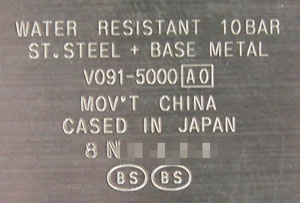 WATER RESISTANT 10BAR
ST.STEEL + BASE METAL
V091-5000 A0
MOV'T CHINA
CASED IN JAPAN
8N
BS BS